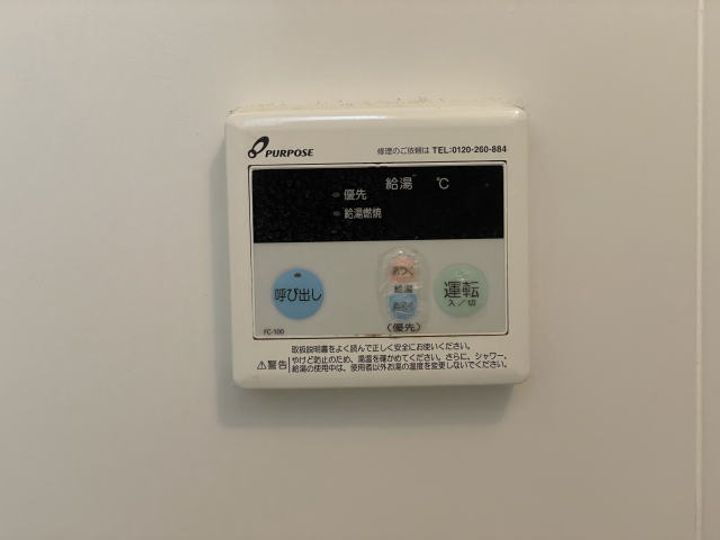 PURPOSE
修理のご依頼は TEL:0120-260-884
給湯 ℃
優先
給湯燃焼
呼び出し
あつく
給湯
ぬるく
(優先)
運転
入／切
FC-100
取扱説明書をよく読んで正しく安全にお使いください。
⚠警告
やけど防止のため、湯温を確かめてください。さらに、シャワー、
給湯の使用中は、使用者以外お湯の温度を変更しないでください。